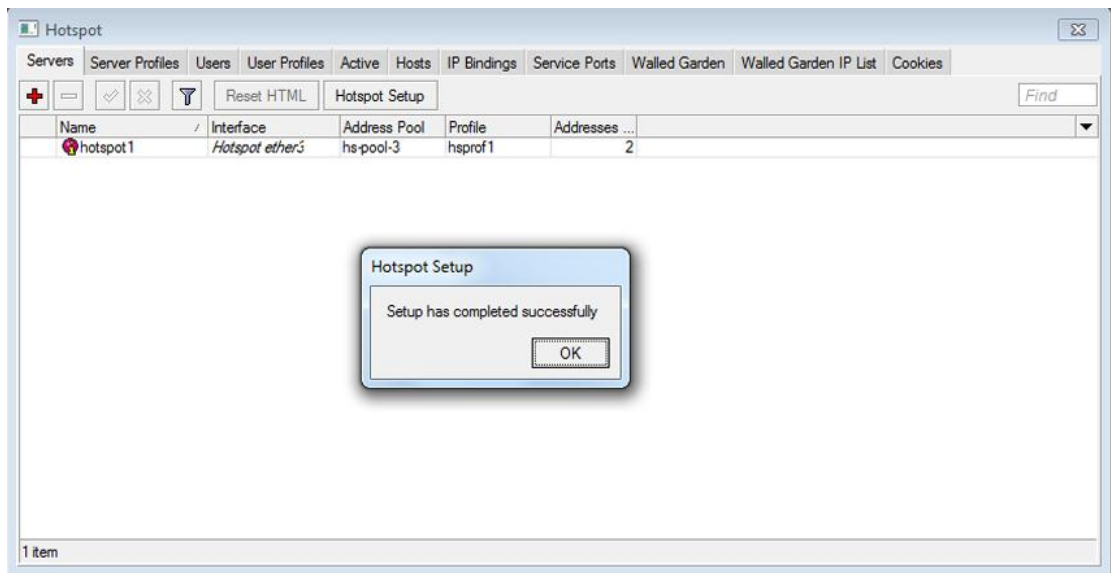 Hotspot
Servers Server Profiles Users User Profiles Active Hosts IP Bindings Service Ports Walled Garden Walled Garden IP List Cookies
Reset HTML Hotspot Setup Find
Name Interface Address Pool Profile Addresses ...
hotspot1 Hotspot ether3 hs-pool-3 hsprof1 2
Hotspot Setup
Setup has completed successfully
OK
1 item